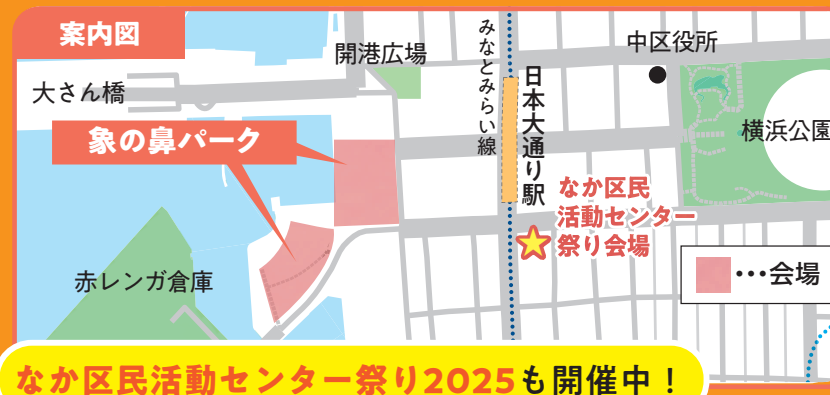 案内図
開港広場
みなとみらい線
中区役所
大さん橋
日本大通り駅
象の鼻パーク
横浜公園
なか区民
活動センター
祭り会場
赤レンガ倉庫
…会場
なか区民活動センター祭り2025も開催中！